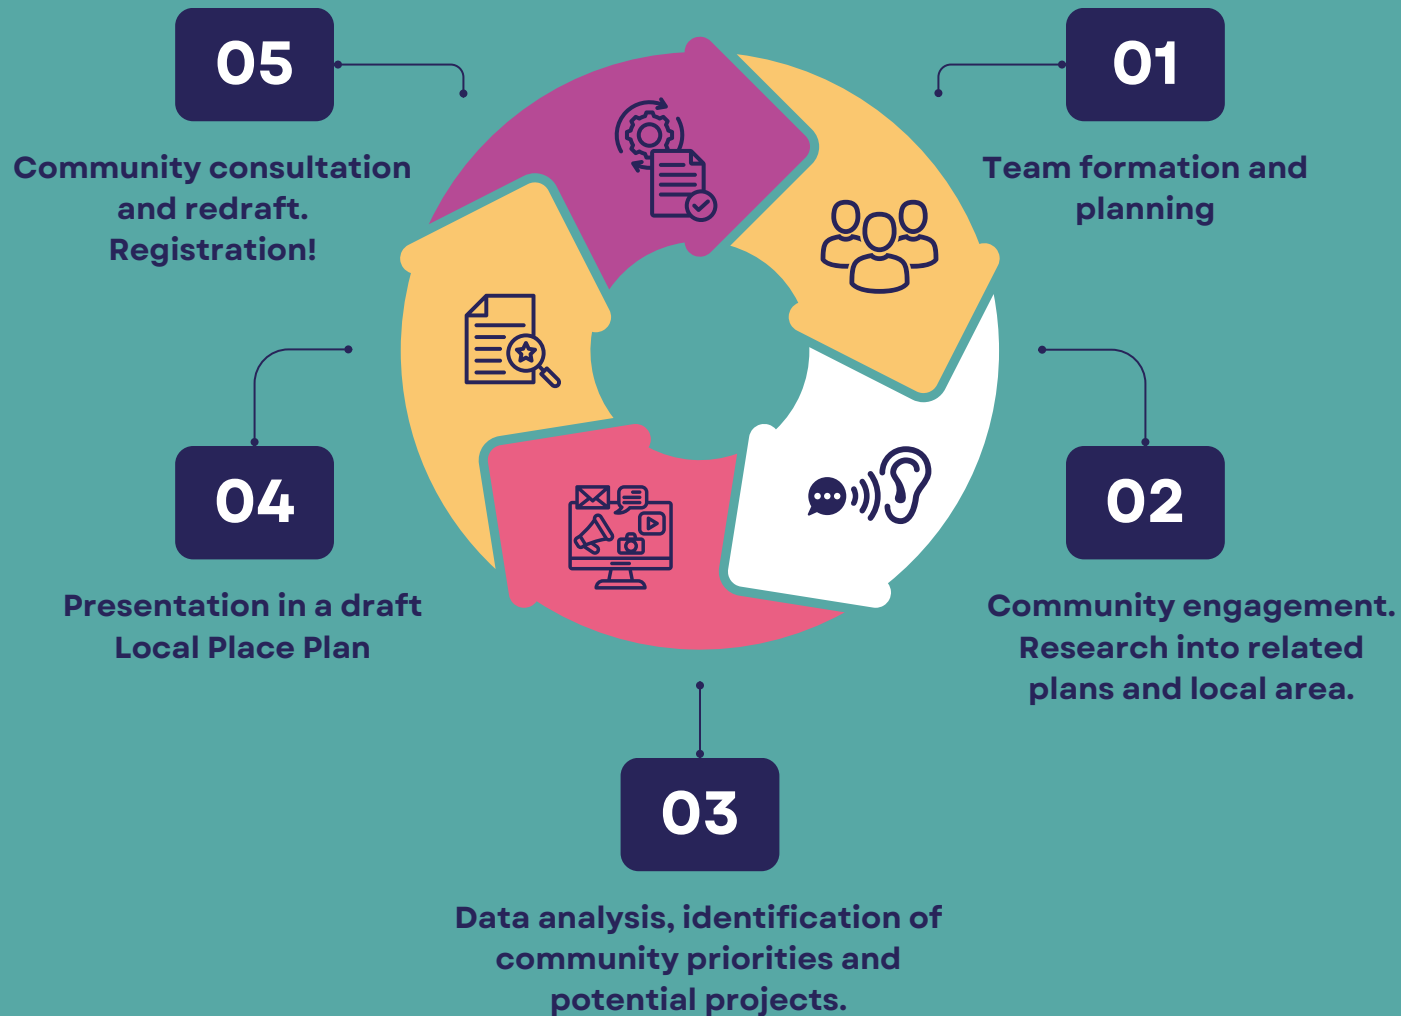 01
Team formation and
planning
02
Community engagement.
Research into related
plans and local area.
03
Data analysis, identification of
community priorities and
potential projects.
04
Presentation in a draft
Local Place Plan
05
Community consultation
and redraft.
Registration!